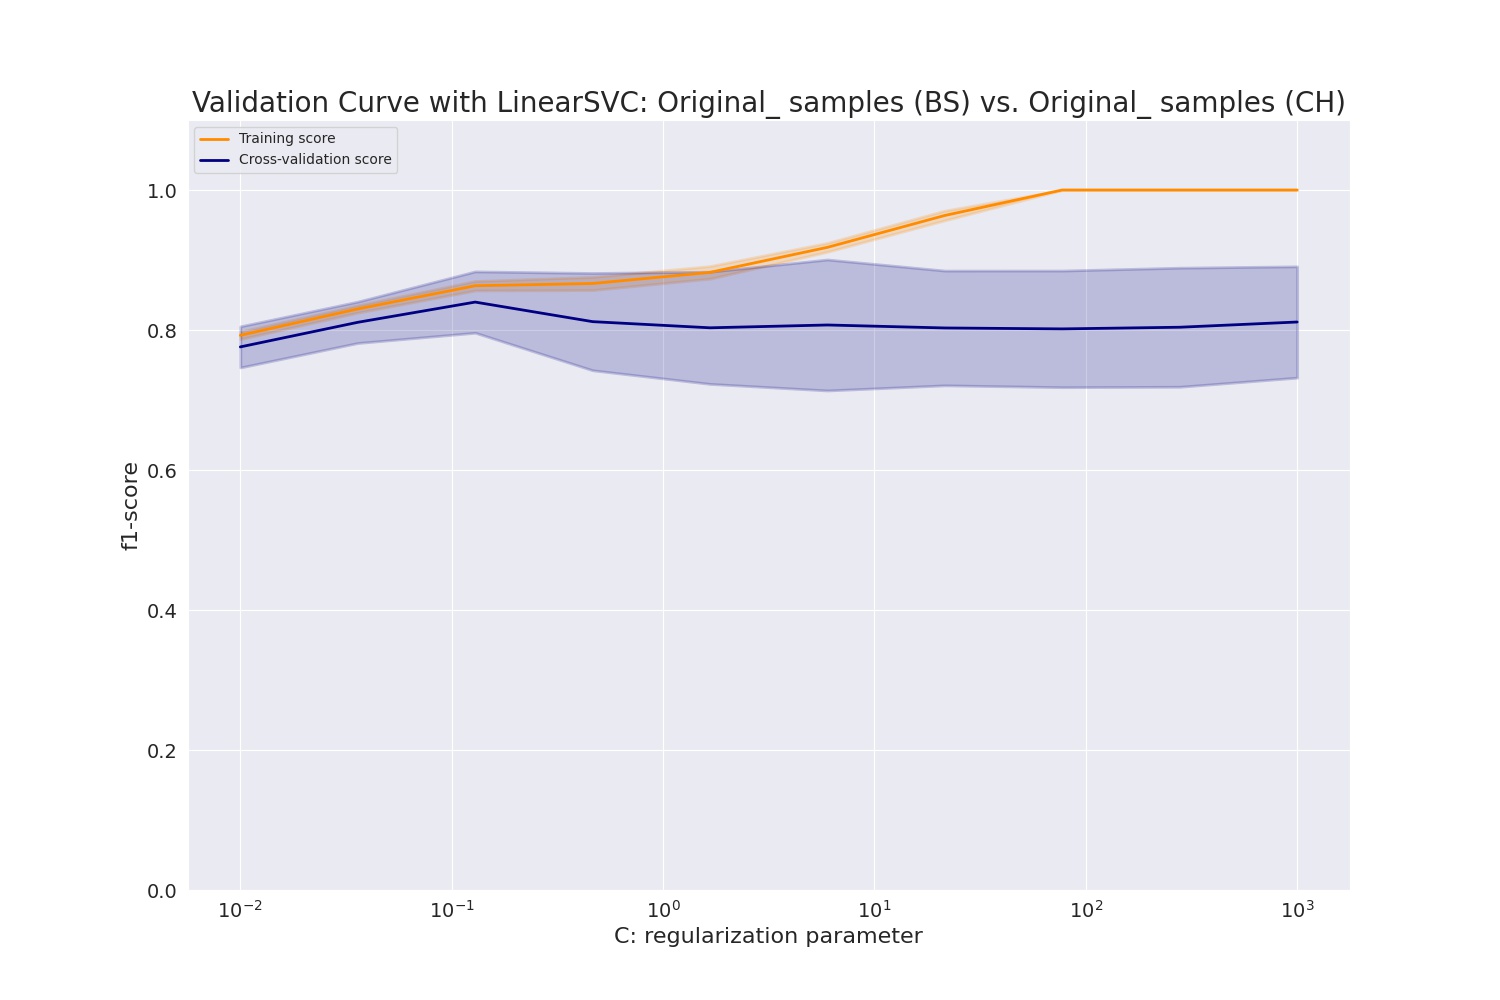 Validation Curve with LinearSVC: Original_ samples (BS) vs. Original_ samples (CH)
Training score
Cross-validation score
1.0
0.8
0.6
0.4
0.2
0.0
f1-score
10⁻² 10⁻¹ 10⁰ 10¹ 10² 10³
C: regularization parameter